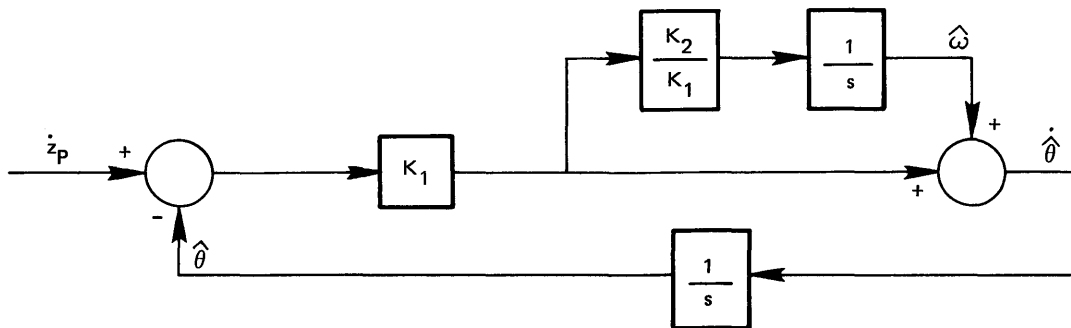 K₂ / K₁
1 / s
ω̂
ż_P
+
-
K₁
+
+
θ̂̇
θ̂
1 / s